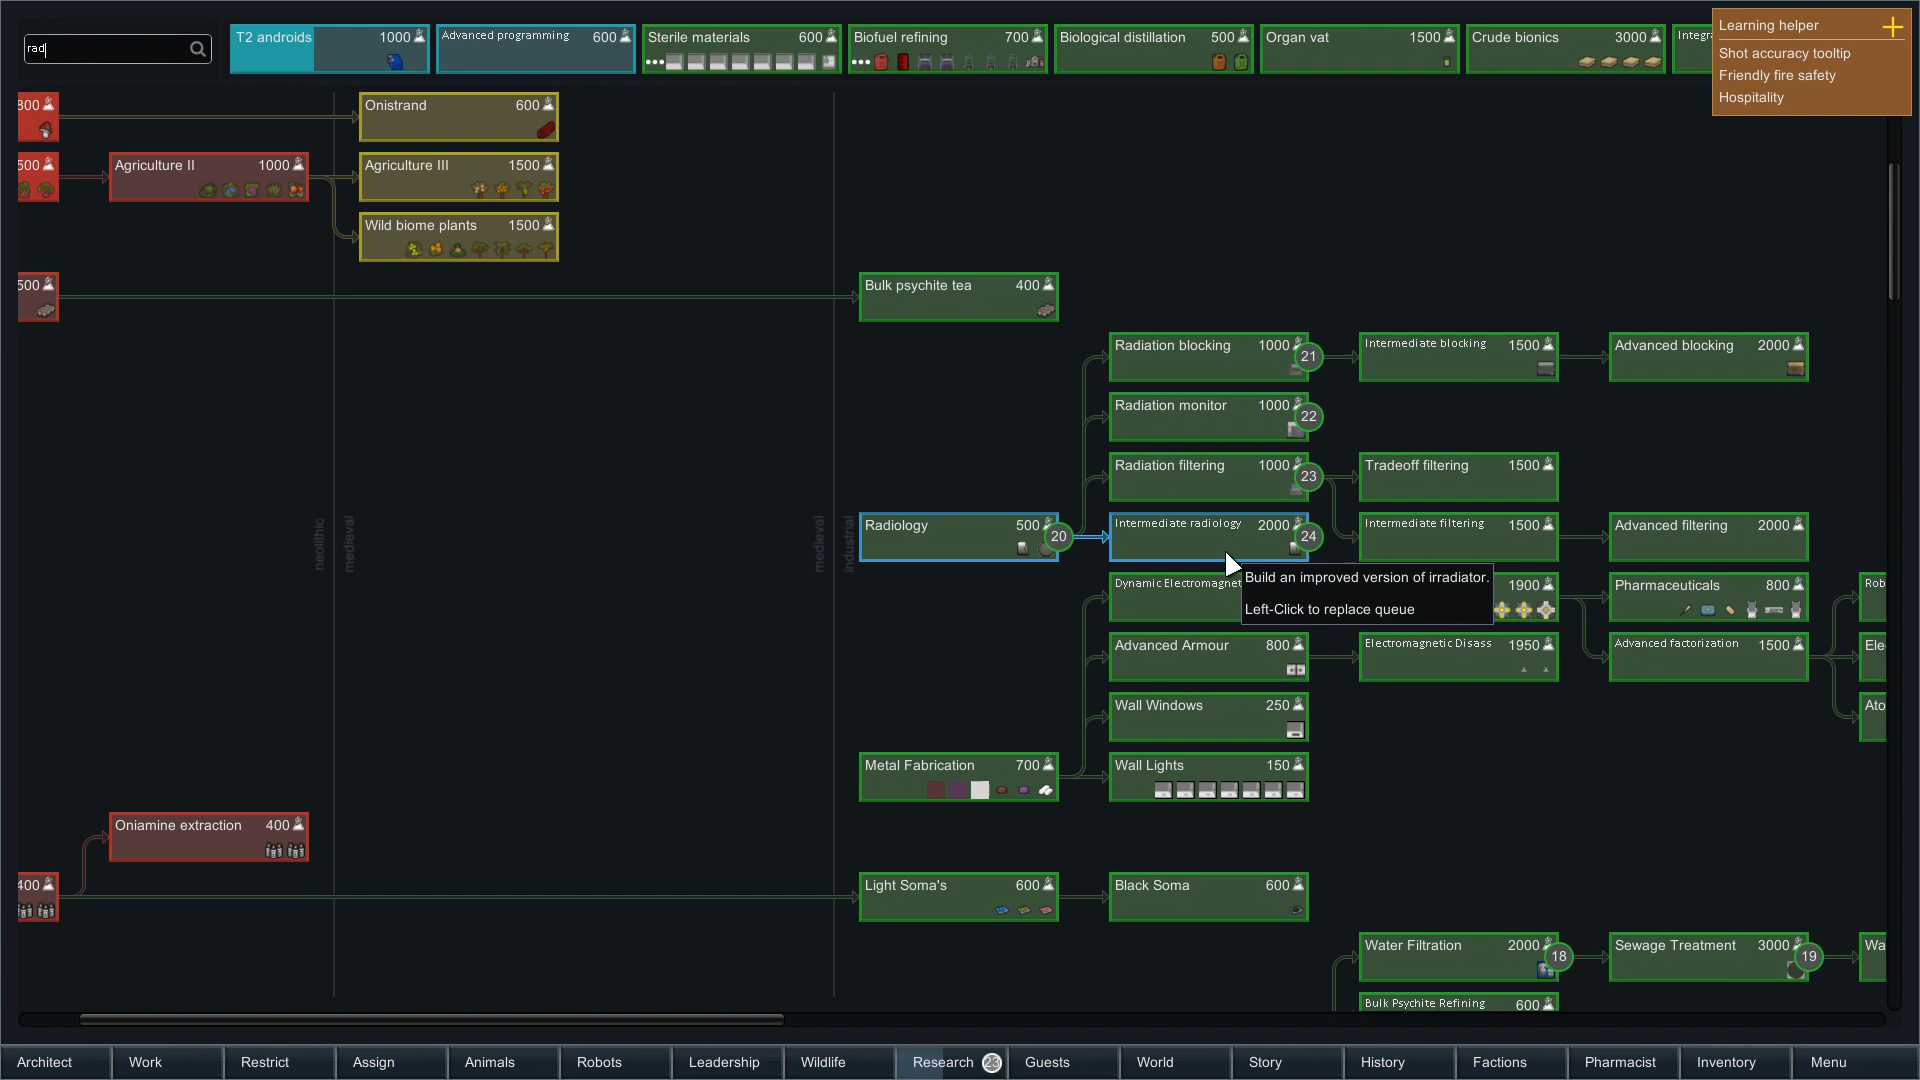 rad
T2 androids 1000
Advanced programming 600
Sterile materials 600
Biofuel refining 700
Biological distillation 500
Organ vat 1500
Crude bionics 3000
Integr
Learning helper
Shot accuracy tooltip
Friendly fire safety
Hospitality
800
Onistrand 600
500
Agriculture II 1000
Agriculture III 1500
Wild biome plants 1500
500
Bulk psychite tea 400
Radiation blocking 1000 21
Intermediate blocking 1500
Advanced blocking 2000
Radiation monitor 1000 22
Radiation filtering 1000 23
Tradeoff filtering 1500
neolithic
medieval
medieval
industrial
Radiology 500 20
Intermediate radiology 2000 24
Intermediate filtering 1500
Advanced filtering 2000
Build an improved version of irradiator.
Left-Click to replace queue
Dynamic Electromagnet
1900
Pharmaceuticals 800
Rob
Advanced Armour 800
Electromagnetic Disass 1950
Advanced factorization 1500
Ele
Wall Windows 250
Ato
Metal Fabrication 700
Wall Lights 150
Oniamine extraction 400
400
Light Soma's 600
Black Soma 600
Water Filtration 2000 18
Sewage Treatment 3000 19
Wa
Bulk Psychite Refining 600
Architect
Work
Restrict
Assign
Animals
Robots
Leadership
Wildlife
Research 23
Guests
World
Story
History
Factions
Pharmacist
Inventory
Menu